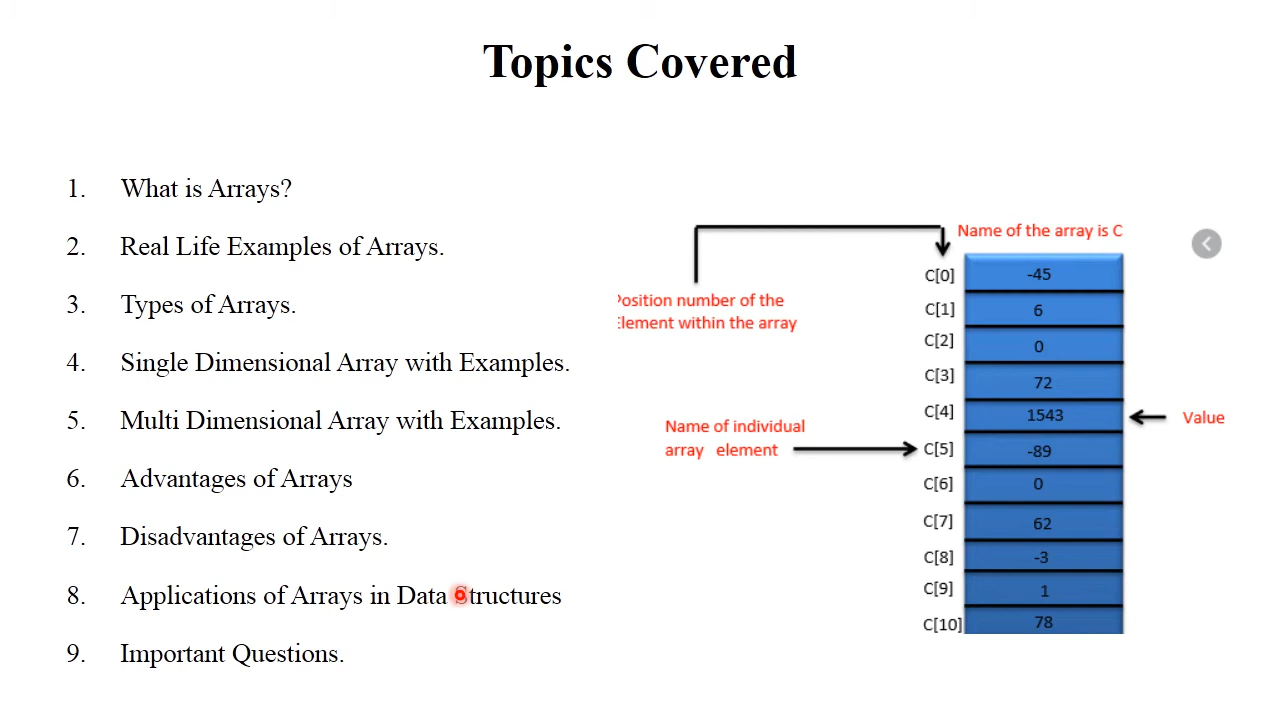 Topics Covered
1. What is Arrays?
2. Real Life Examples of Arrays.
3. Types of Arrays.
4. Single Dimensional Array with Examples.
5. Multi Dimensional Array with Examples.
6. Advantages of Arrays
7. Disadvantages of Arrays.
8. Applications of Arrays in Data Structures
9. Important Questions.
Name of the array is C
Position number of the
Element within the array
Name of individual
array element
Value
C[0] -45
C[1] 6
C[2] 0
C[3] 72
C[4] 1543
C[5] -89
C[6] 0
C[7] 62
C[8] -3
C[9] 1
C[10] 78